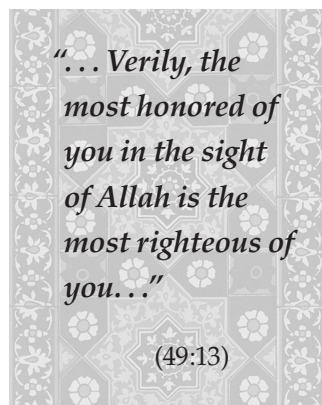 “. . . Verily, the
most honored of
you in the sight
of Allah is the
most righteous of
you. . .”
(49:13)